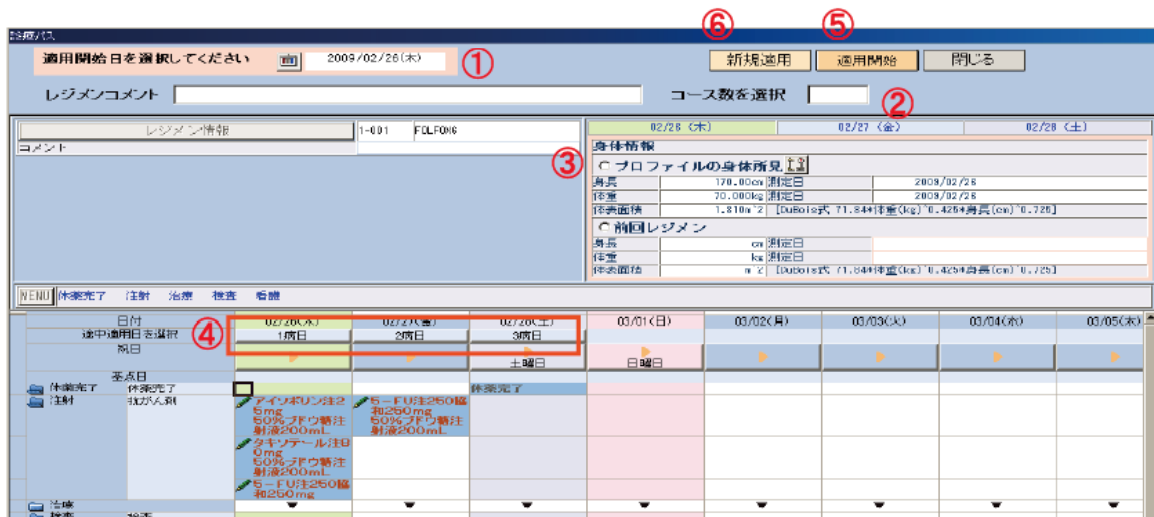 診療パス
⑥ ⑤
適用開始日を選択してください 2009/02/26(木) ① 新規適用 適用開始 閉じる
レジメンコメント コース数を選択 ②
レジメン情報 1-001 FOLFOX6 02/26 (木) 02/27 (金) 02/28 (土)
コメント 身体情報
③ プロファイルの身体所見
身長 170.00cm 測定日 2009/02/26
体重 70.000kg 測定日 2009/02/26
体表面積 1.810m^2 [DuBois式 71.84*体重(kg)^0.425*身長(cm)^0.725]
前回レジメン
身長 cm 測定日
体重 kg 測定日
体表面積 m^2 [DuBois式 71.84*体重(kg)^0.425*身長(cm)^0.725]
MENU 休薬完了 注射 治療 検査 看護
日付 02/26(木) 02/27(金) 02/28(土) 03/01(日) 03/02(月) 03/03(火) 03/04(水) 03/05(木)
途中適用日を選択 ④ 1病日 2病日 3病日
祝日 土曜日 日曜日
基点日
休薬完了 休薬完了 休薬完了
注射 抗がん剤 アイソボリン注2 5-FU注250協
5mg 和250mg
50%ブドウ糖注 50%ブドウ糖注
射液200mL 射液200mL
タキソテール注8
0mg
50%ブドウ糖注
射液200mL
5-FU注250協
和250mg
治療
検査 検査